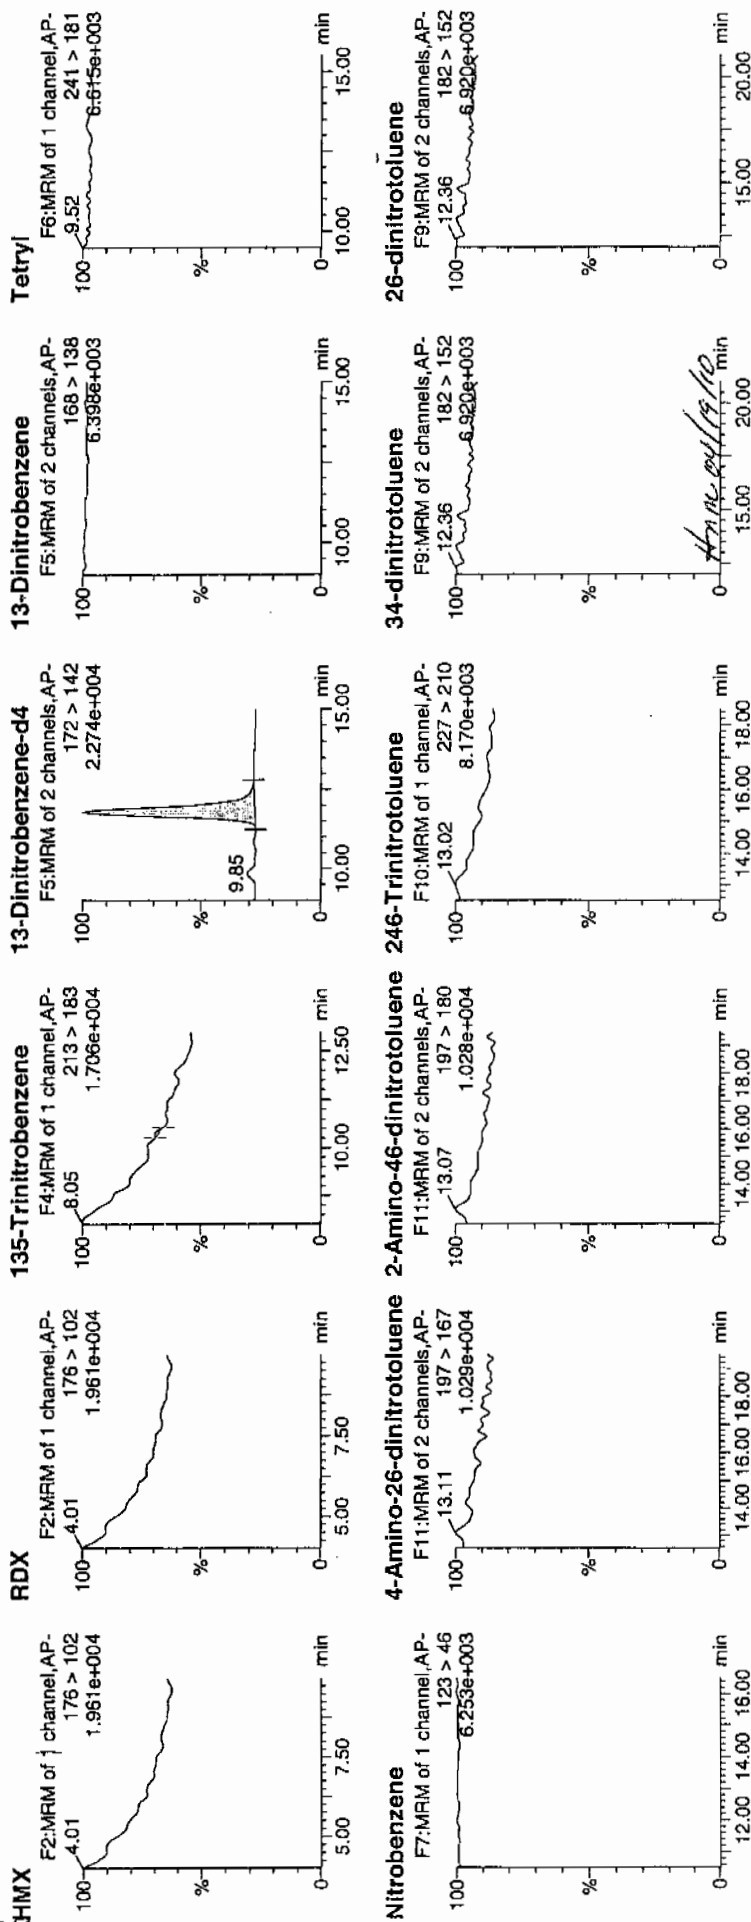 HMX
F2:MRM of 1 channel,AP-
176 > 102
1.961e+004
100
4.01
%
0
5.00 7.50 min
RDX
F2:MRM of 1 channel,AP-
176 > 102
1.961e+004
100
4.01
%
0
5.00 7.50 min
135-Trinitrobenzene
F4:MRM of 1 channel,AP-
213 > 183
1.706e+004
100
8.05
%
0
10.00 12.50 min
13-Dinitrobenzene-d4
F5:MRM of 2 channels,AP-
172 > 142
2.274e+004
100
9.85
%
0
10.00 15.00 min
13-Dinitrobenzene
F5:MRM of 2 channels,AP-
168 > 138
6.398e+003
100
%
0
10.00 15.00 min
Tetryl
F6:MRM of 1 channel,AP-
241 > 181
6.615e+003
100
9.52
%
0
10.00 15.00 min
Nitrobenzene
F7:MRM of 1 channel,AP-
123 > 46
6.253e+003
100
%
0
12.00 14.00 16.00 min
4-Amino-26-dinitrotoluene
F11:MRM of 2 channels,AP-
197 > 167
1.029e+004
100
13.11
%
0
14.00 16.00 18.00 min
2-Amino-46-dinitrotoluene
F11:MRM of 2 channels,AP-
197 > 180
1.028e+004
100
13.07
%
0
14.00 16.00 18.00 min
246-Trinitrotoluene
F10:MRM of 1 channel,AP-
227 > 210
8.170e+003
100
13.02
%
0
14.00 16.00 18.00 min
34-dinitrotoluene
F9:MRM of 2 channels,AP-
182 > 152
6.920e+003
100
12.36
%
0
15.00 20.00 min
04/19/10
26-dinitrotoluene
F9:MRM of 2 channels,AP-
182 > 152
6.920e+003
100
12.36
%
0
15.00 20.00 min